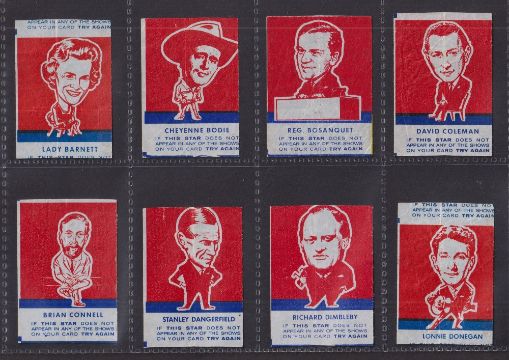 APPEAR IN ANY OF THE SHOWS
ON YOUR CARD TRY AGAIN
LADY BARNETT
IF THIS STAR DOES NOT
CHEYENNE BODIE
IF THIS STAR DOES NOT
APPEAR IN ANY OF THE SHOWS
ON YOUR CARD TRY AGAIN
REG. BOSANQUET
IF THIS STAR DOES NOT
APPEAR IN ANY OF THE SHOWS
ON YOUR CARD TRY AGAIN
DAVID COLEMAN
IF THIS STAR DOES NOT
APPEAR IN ANY OF THE SHOWS
ON YOUR CARD TRY AGAIN
BRIAN CONNELL
IF THIS STAR DOES NOT
APPEAR IN ANY OF THE SHOWS
ON YOUR CARD TRY AGAIN
STANLEY DANGERFIELD
IF THIS STAR DOES NOT
APPEAR IN ANY OF THE SHOWS
ON YOUR CARD TRY AGAIN
RICHARD DIMBLEBY
IF THIS STAR DOES NOT
APPEAR IN ANY OF THE SHOWS
ON YOUR CARD TRY AGAIN
IF THIS STAR DOES NO
APPEAR IN ANY OF THE SHOWS
ON YOUR CARD TRY AGAIN
LONNIE DONEGAN